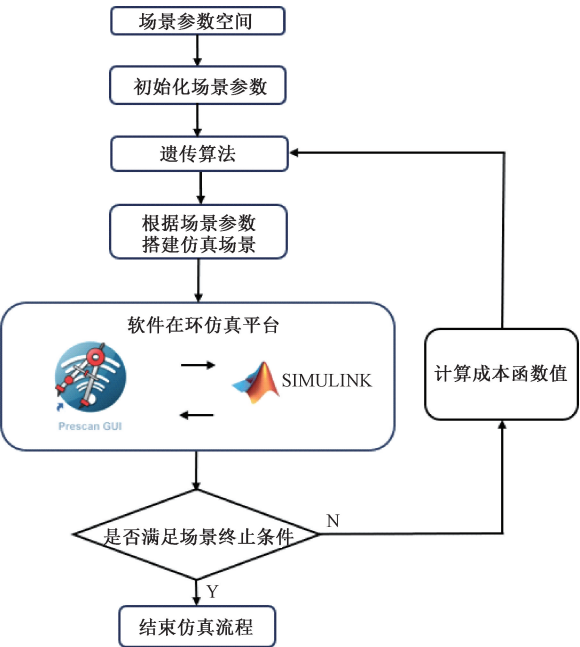 场景参数空间
初始化场景参数
遗传算法
根据场景参数
搭建仿真场景
软件在环仿真平台
SIMULINK
Prescan GUI
计算成本函数值
是否满足场景终止条件
N
Y
结束仿真流程